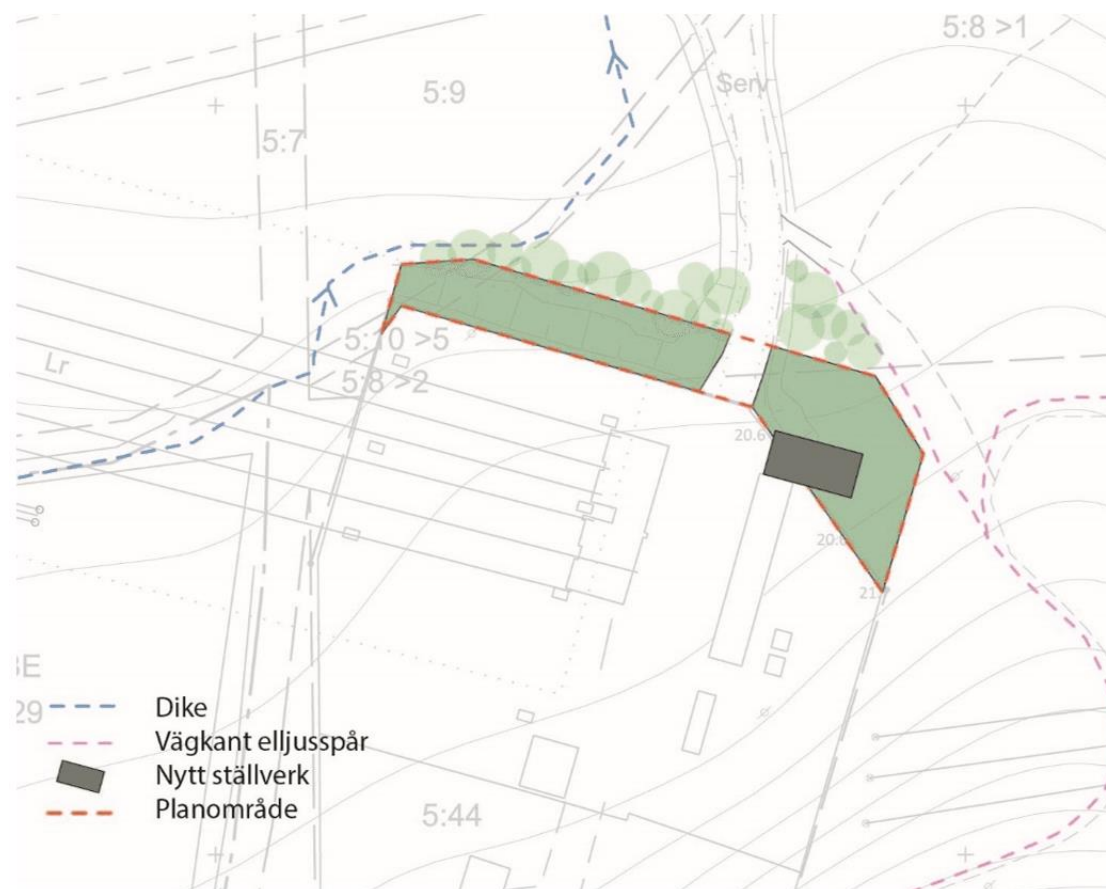 5:8 >1
Serv
5:9
5:7
5:10 >5
5:8 >2
Lr
20.6
21.
29
Dike
Vägkant elljusspår
Nytt ställverk
Planområde
5:44